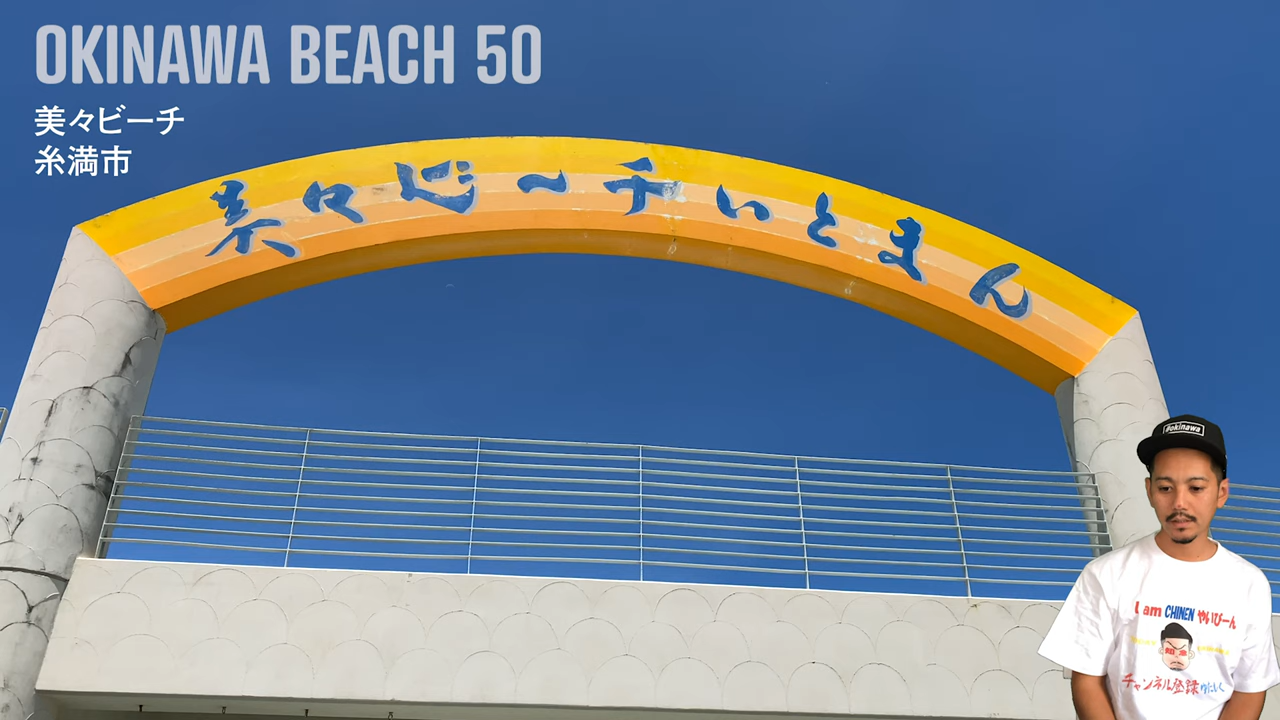 OKINAWA BEACH 50
美々ビーチ
糸満市
美々ビーチいとまん
#okinawa
I am CHINEN やいびーん
チャンネル登録